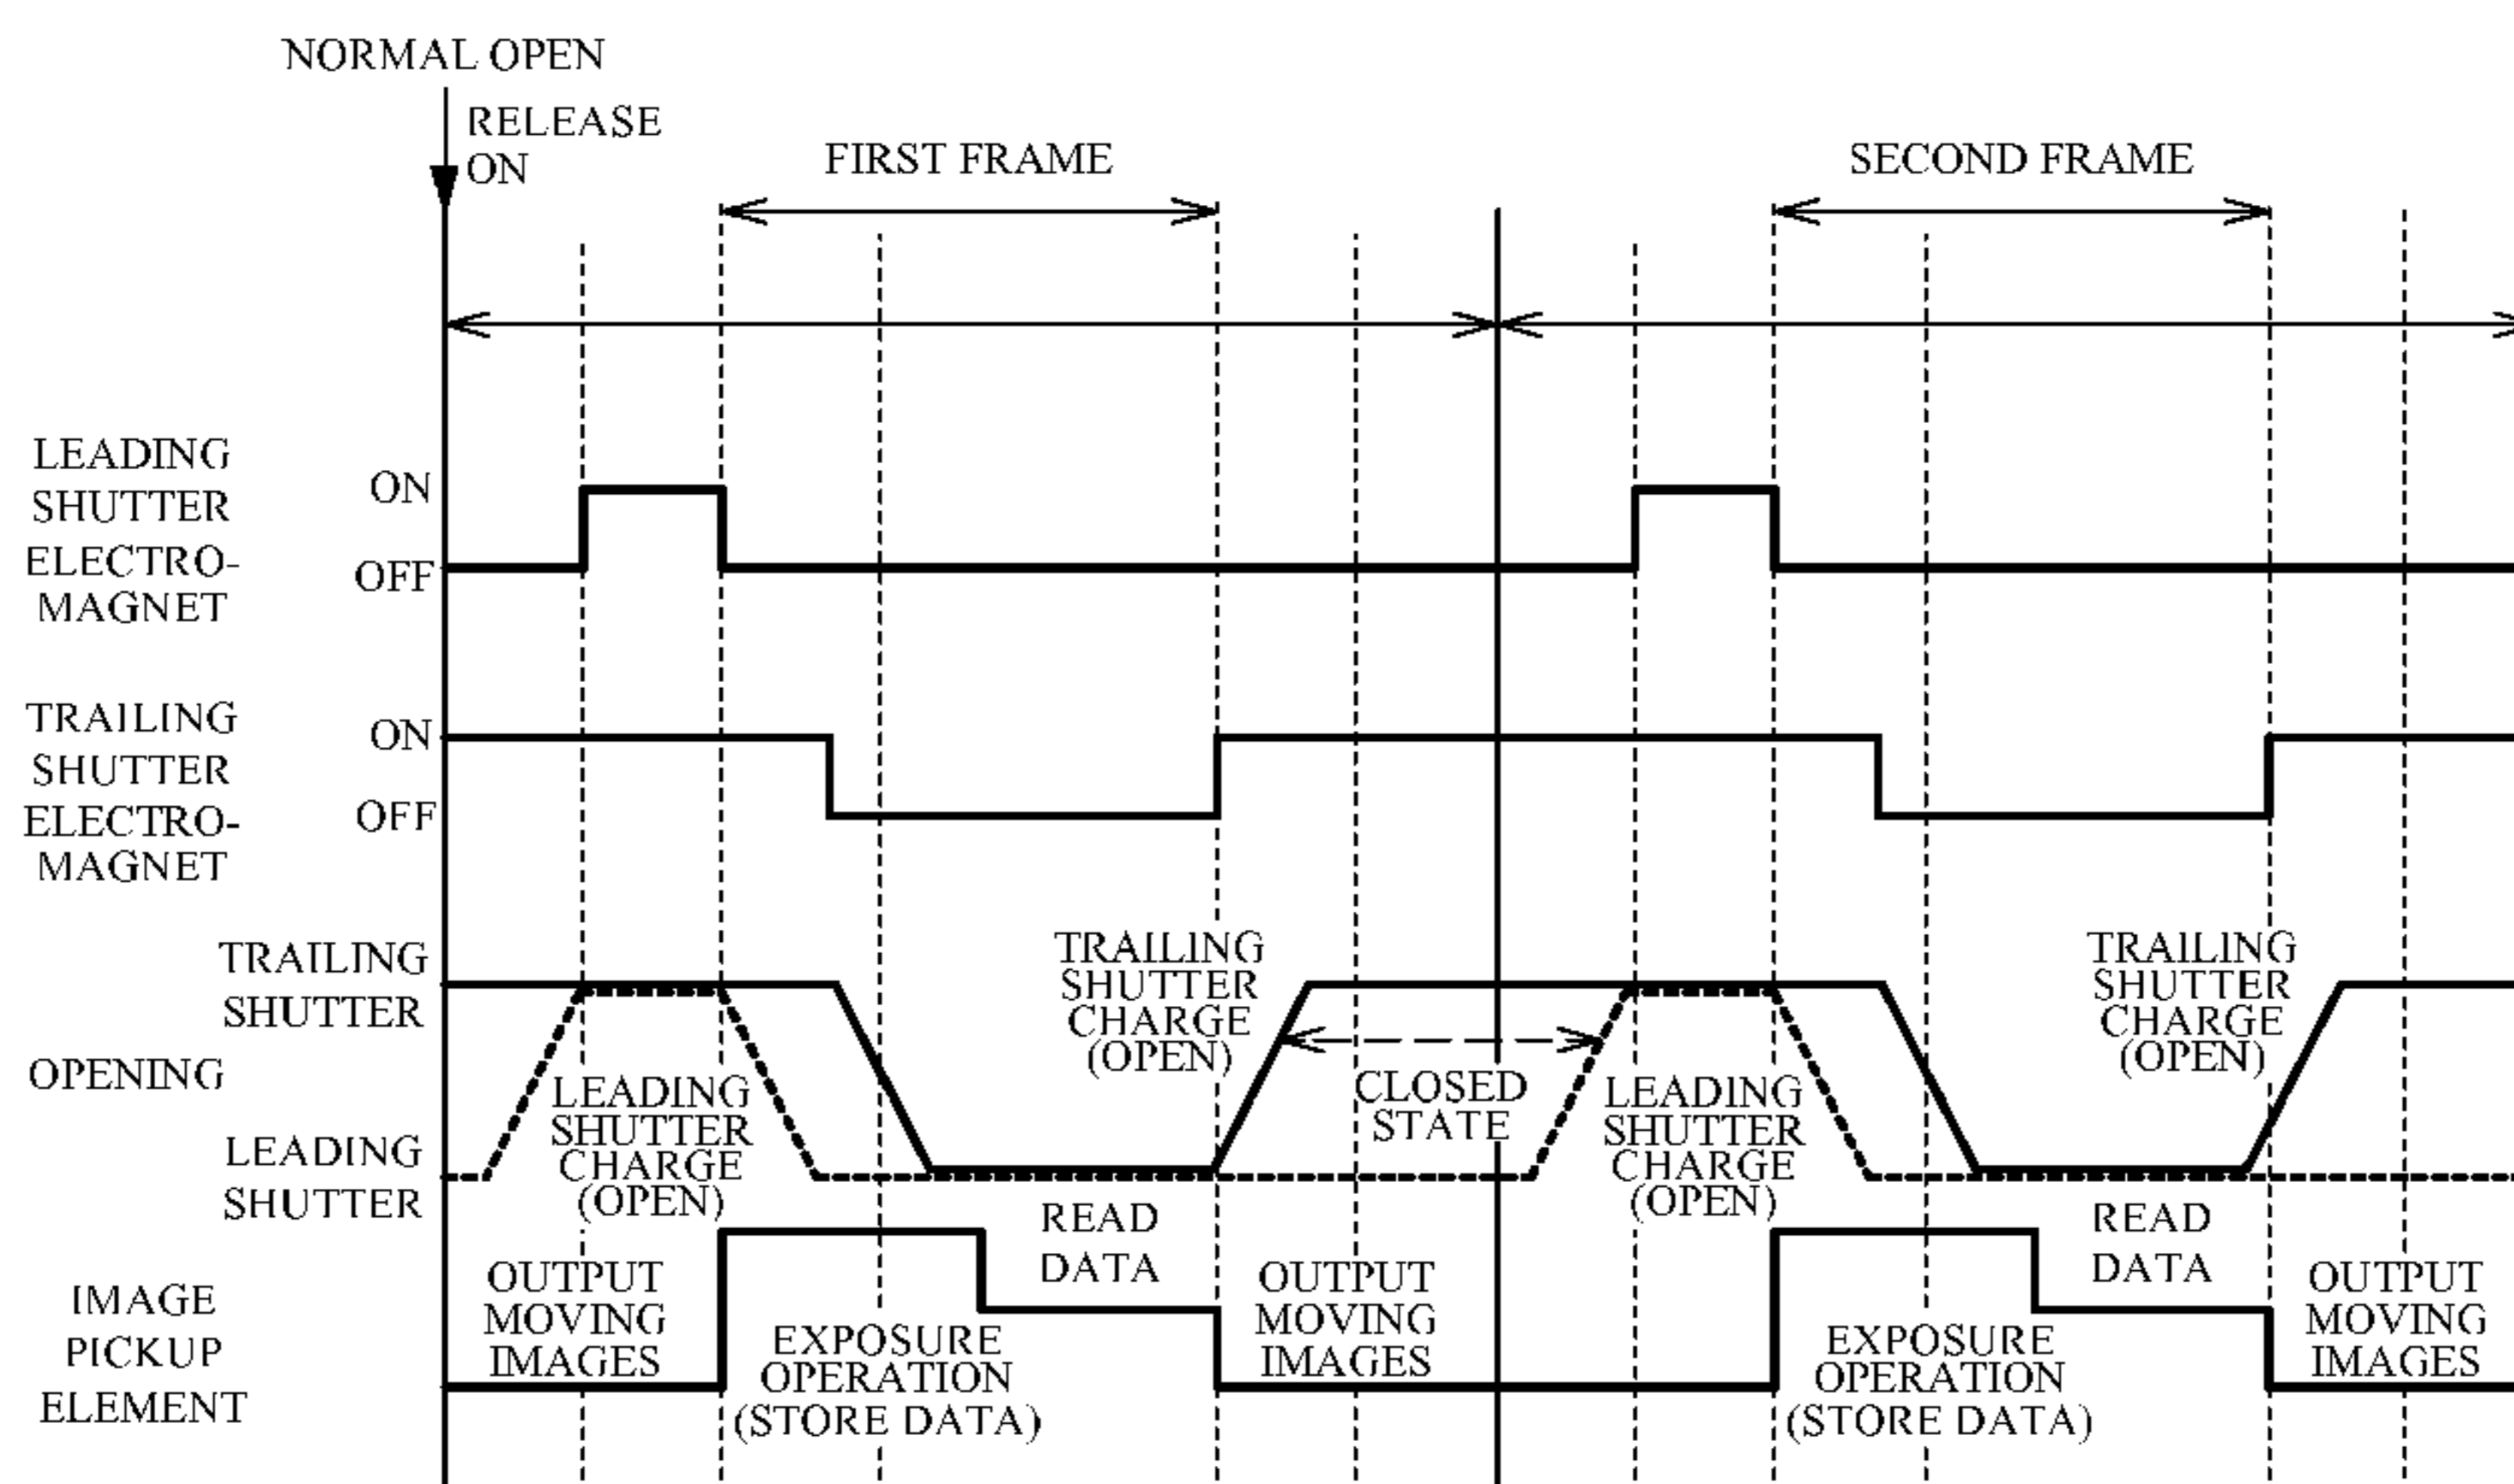 NORMAL OPEN
RELEASE
ON
FIRST FRAME
SECOND FRAME
LEADING
SHUTTER
ELECTRO-
MAGNET
ON
OFF
TRAILING
SHUTTER
ELECTRO-
MAGNET
ON
OFF
TRAILING
SHUTTER
OPENING
LEADING
SHUTTER
LEADING
SHUTTER
CHARGE
(OPEN)
TRAILING
SHUTTER
CHARGE
(OPEN)
CLOSED
STATE
LEADING
SHUTTER
CHARGE
(OPEN)
TRAILING
SHUTTER
CHARGE
(OPEN)
IMAGE
PICKUP
ELEMENT
OUTPUT
MOVING
IMAGES
EXPOSURE
OPERATION
(STORE DATA)
READ
DATA
OUTPUT
MOVING
IMAGES
EXPOSURE
OPERATION
(STORE DATA)
READ
DATA
OUTPUT
MOVING
IMAGES